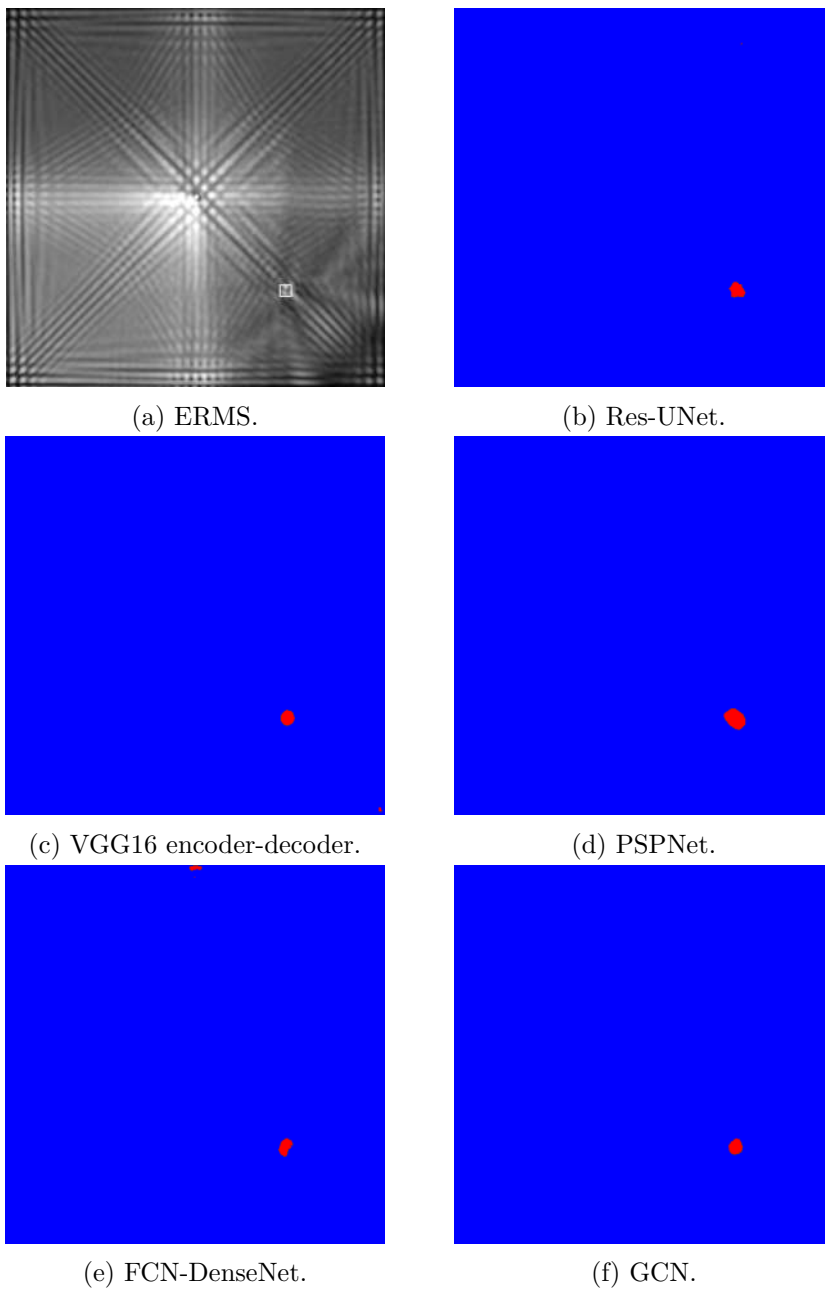 (a) ERMS.
(b) Res-UNet.
(c) VGG16 encoder-decoder.
(d) PSPNet.
(e) FCN-DenseNet.
(f) GCN.